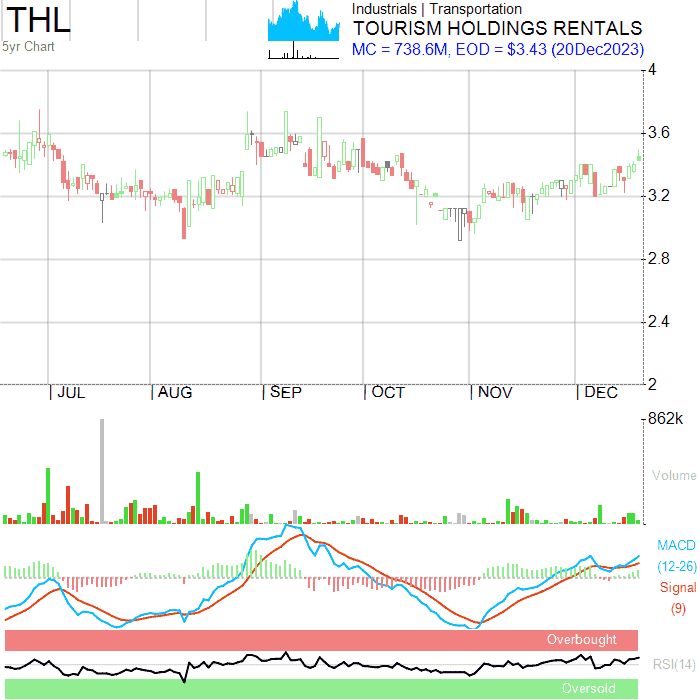 THL
5yr Chart
Industrials | Transportation
TOURISM HOLDINGS RENTALS
MC = 738.6M, EOD = $3.43 (20Dec2023)
4
3.6
3.2
2.8
2.4
2
JUL AUG SEP OCT NOV DEC
862k
Volume
MACD
(12-26)
Signal
(9)
Overbought
RSI(14)
Oversold